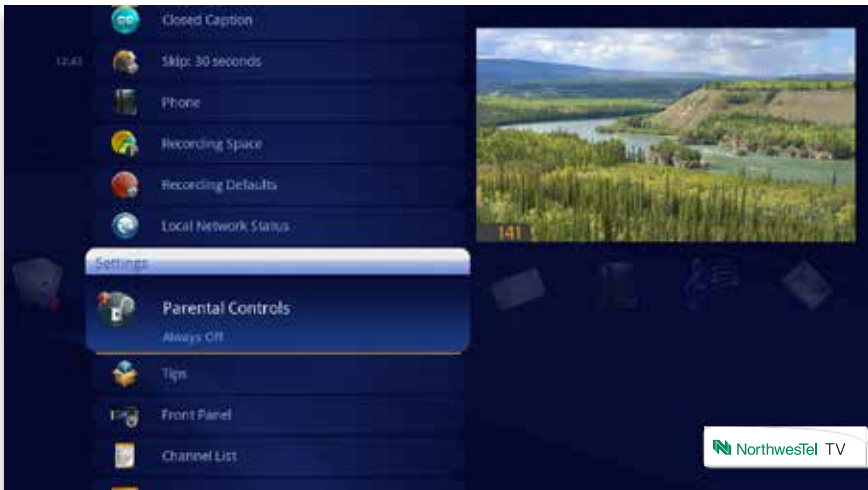 Closed Caption
12:42
Skip: 30 seconds
Phone
Recording Space
Recording Defaults
Local Network Status
141
Settings
Parental Controls
Always Off
Tips
Front Panel
Channel List
NorthwesTel TV